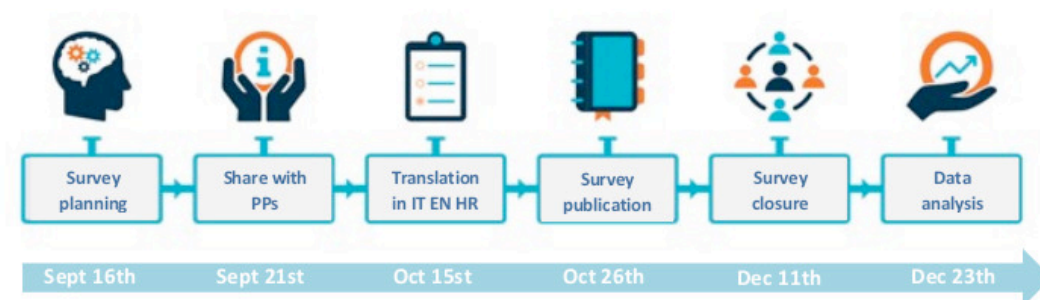 Survey
planning
Share with
PPs
Translation
in IT EN HR
Survey
publication
Survey
closure
Data
analysis
Sept 16th
Sept 21st
Oct 15st
Oct 26th
Dec 11th
Dec 23th